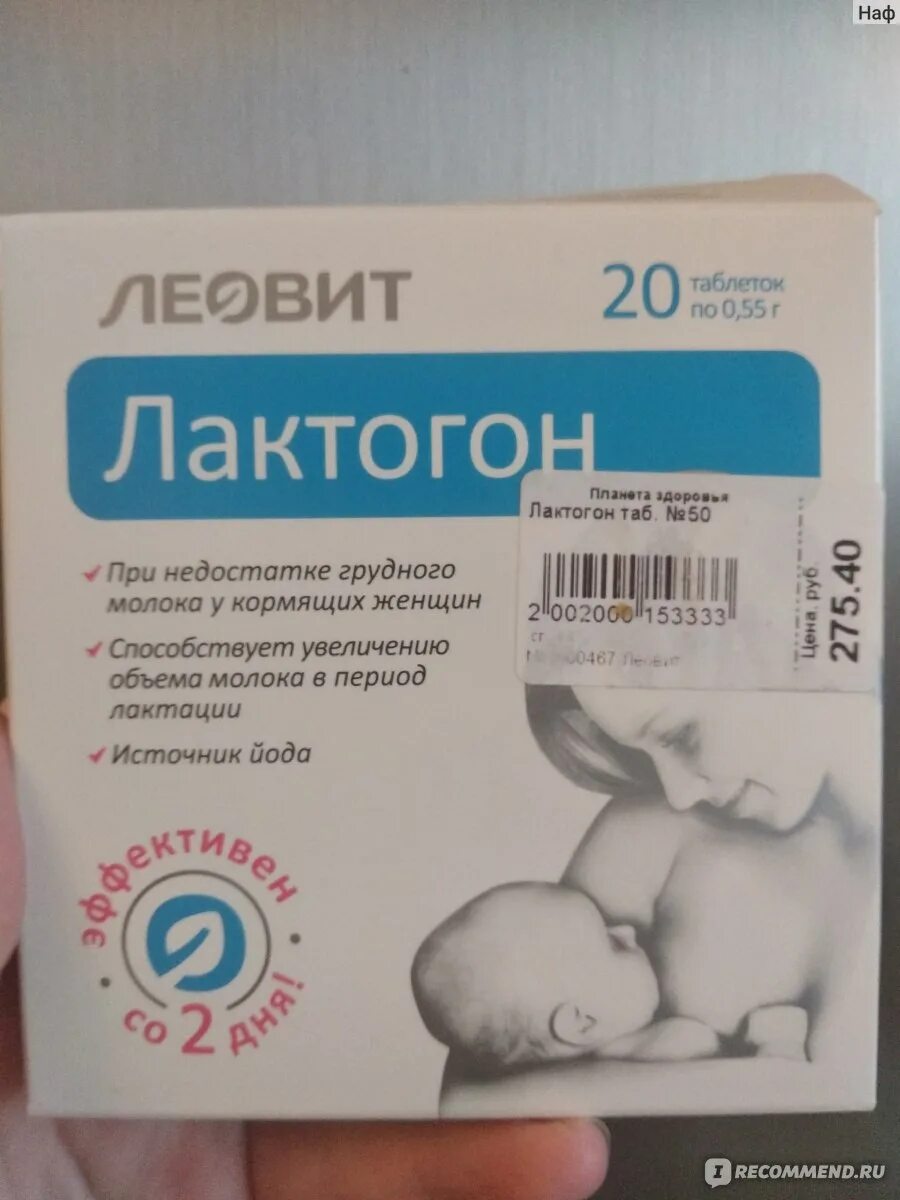 Наф
ЛЕОВИТ
20 таблеток
по 0,55 г
Лактогон
Планета здоровья
Лактогон таб. №50
2 002000 153333
Цена, руб.
275.40
При недостатке грудного
молока у кормящих женщин
Способствует увеличению
объема молока в период
лактации
Источник йода
эффективен
со 2 дня!
I RECOMMEND.RU